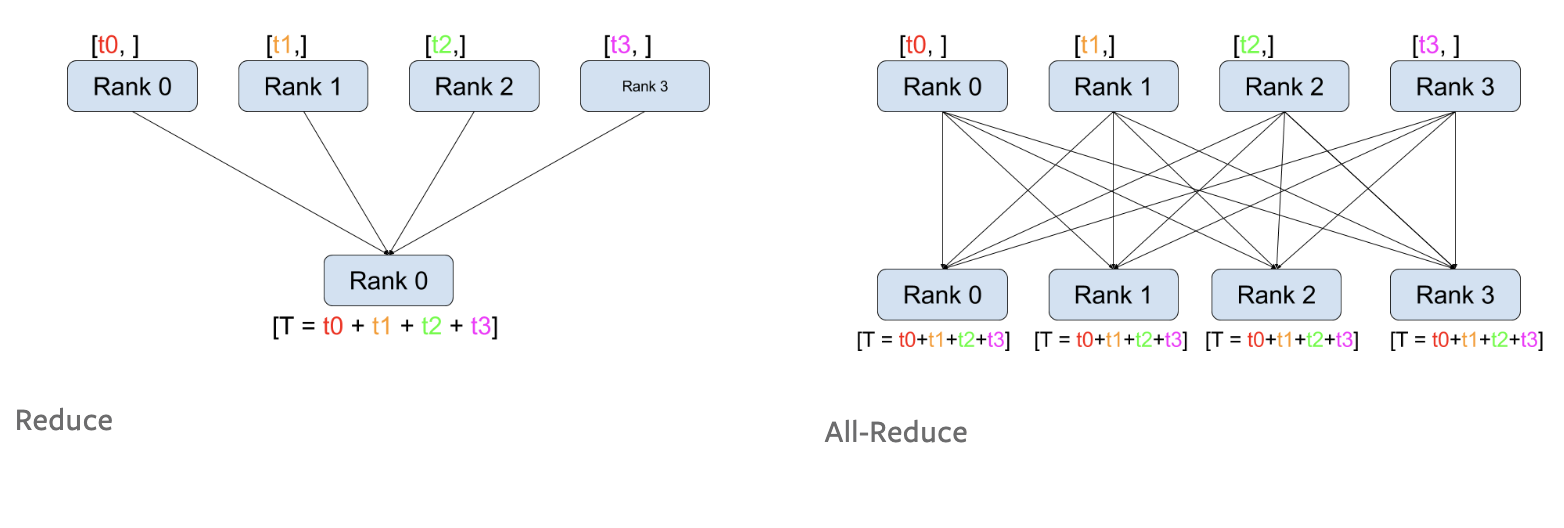 [t0, ]
[t1,]
[t2,]
[t3, ]
Rank 0
Rank 1
Rank 2
Rank 3
Rank 0
[T = t0 + t1 + t2 + t3]
Reduce
[t0, ]
[t1,]
[t2,]
[t3, ]
Rank 0
Rank 1
Rank 2
Rank 3
Rank 0
Rank 1
Rank 2
Rank 3
[T = t0+t1+t2+t3]
[T = t0+t1+t2+t3]
[T = t0+t1+t2+t3]
[T = t0+t1+t2+t3]
All-Reduce